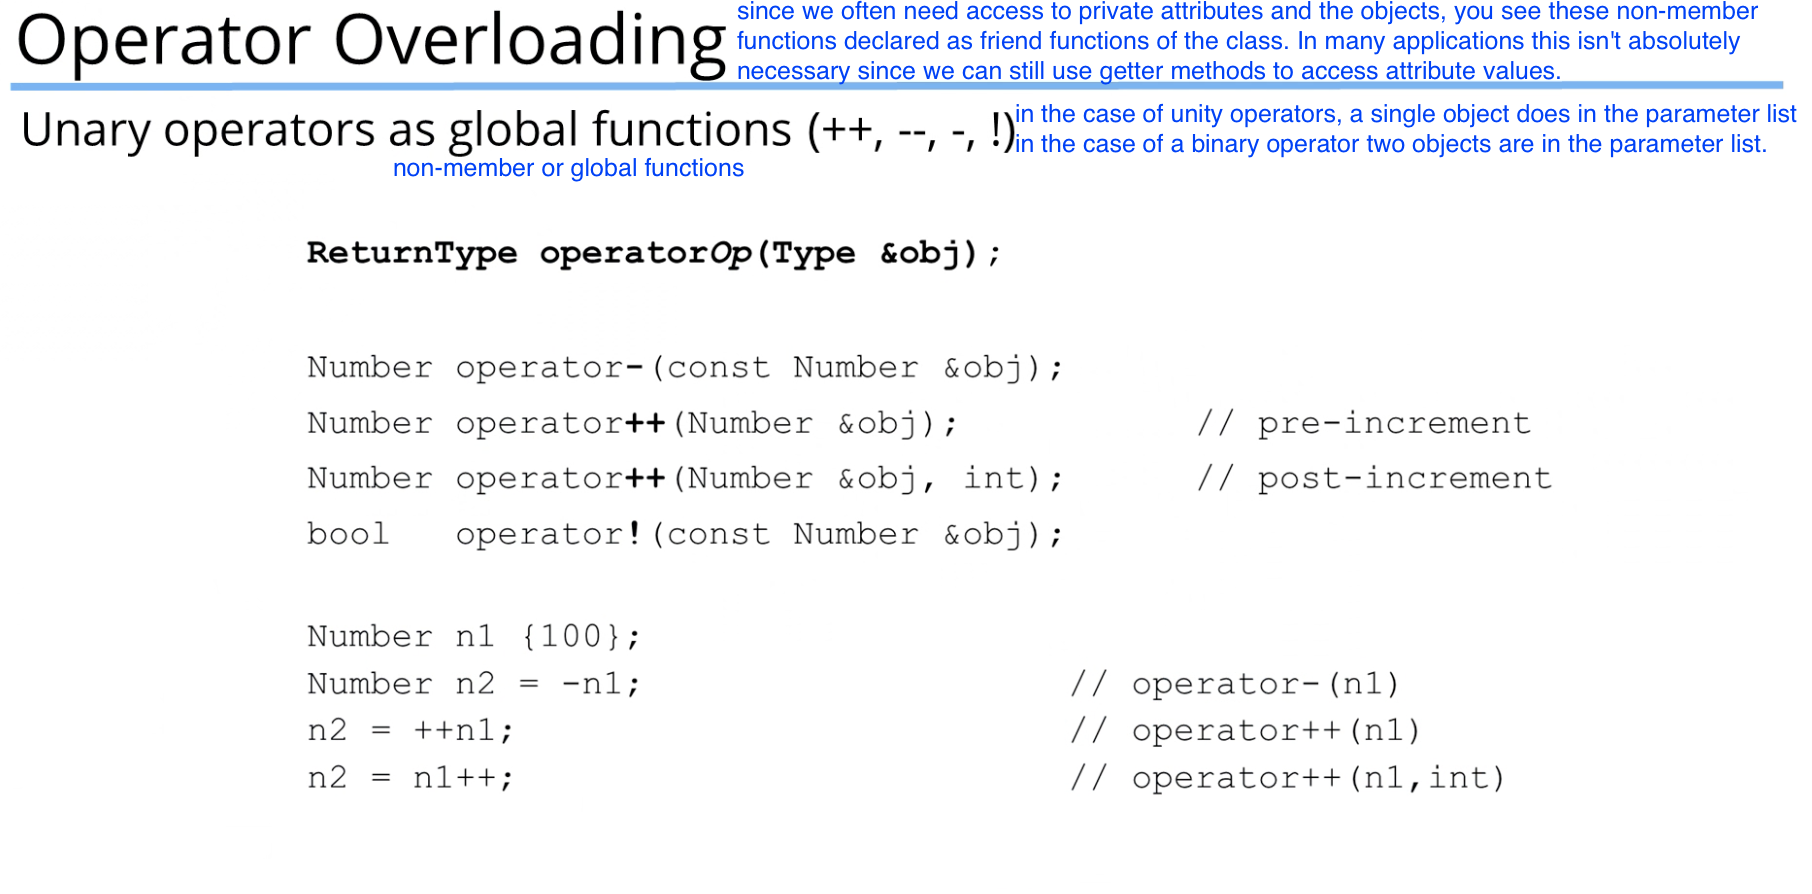 Operator Overloading
since we often need access to private attributes and the objects, you see these non-member
functions declared as friend functions of the class. In many applications this isn't absolutely
necessary since we can still use getter methods to access attribute values.
Unary operators as global functions (++, --, -, !)
in the case of unity operators, a single object does in the parameter list
in the case of a binary operator two objects are in the parameter list.
non-member or global functions
ReturnType operatorOp(Type &obj);
Number operator-(const Number &obj);
Number operator++(Number &obj); // pre-increment
Number operator++(Number &obj, int); // post-increment
bool operator!(const Number &obj);
Number n1 {100};
Number n2 = -n1; // operator-(n1)
n2 = ++n1; // operator++(n1)
n2 = n1++; // operator++(n1,int)